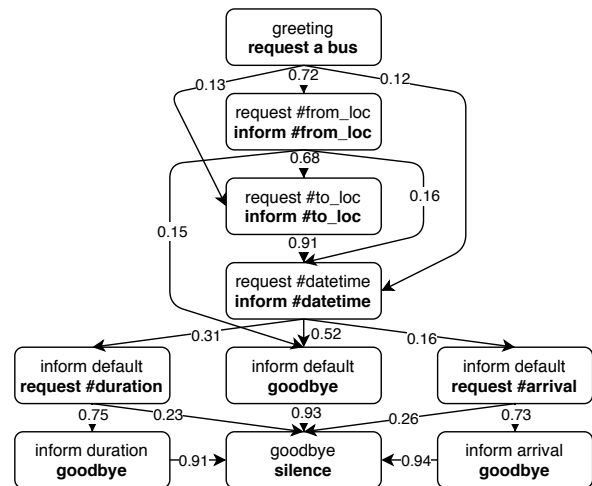 greeting
request a bus
0.13
0.72
0.12
request #from_loc
inform #from_loc
0.68
request #to_loc
inform #to_loc
0.16
0.15
0.91
request #datetime
inform #datetime
0.31
0.52
0.16
inform default
request #duration
inform default
goodbye
inform default
request #arrival
0.75
0.23
0.93
0.26
0.73
inform duration
goodbye
0.91
goodbye
silence
0.94
inform arrival
goodbye